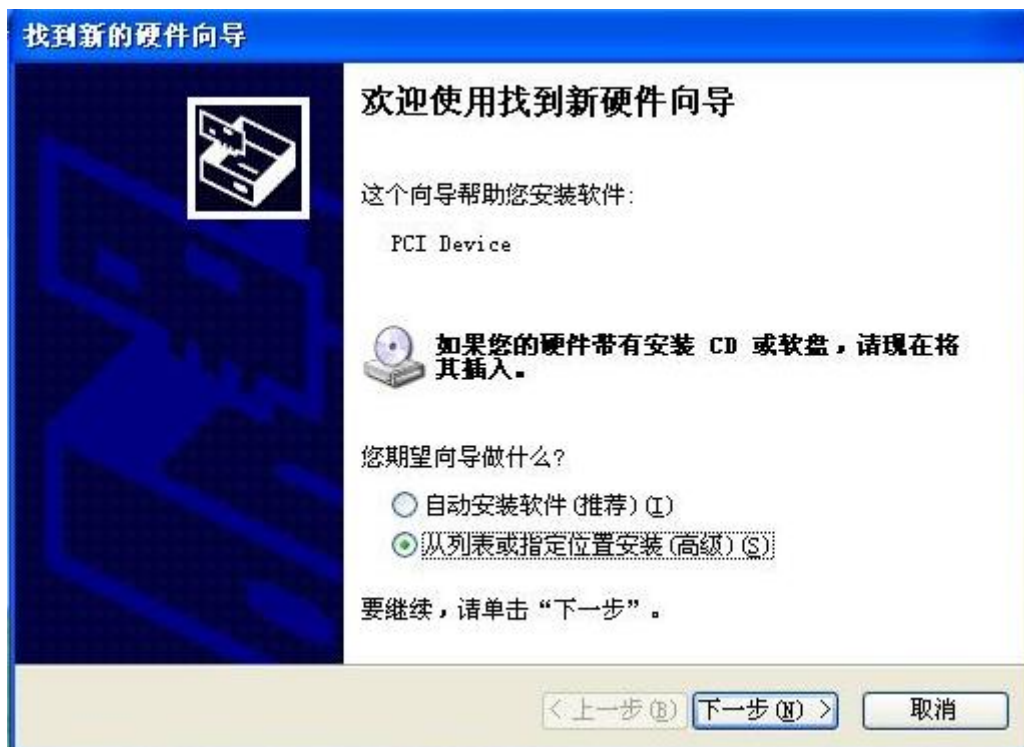 找到新的硬件向导
欢迎使用找到新硬件向导
这个向导帮助您安装软件:
PCI Device
如果您的硬件带有安装 CD 或软盘，请现在将
其插入。
您期望向导做什么?
自动安装软件(推荐)(I)
从列表或指定位置安装(高级)(S)
要继续，请单击“下一步”。
< 上一步(B) 下一步(N) > 取消